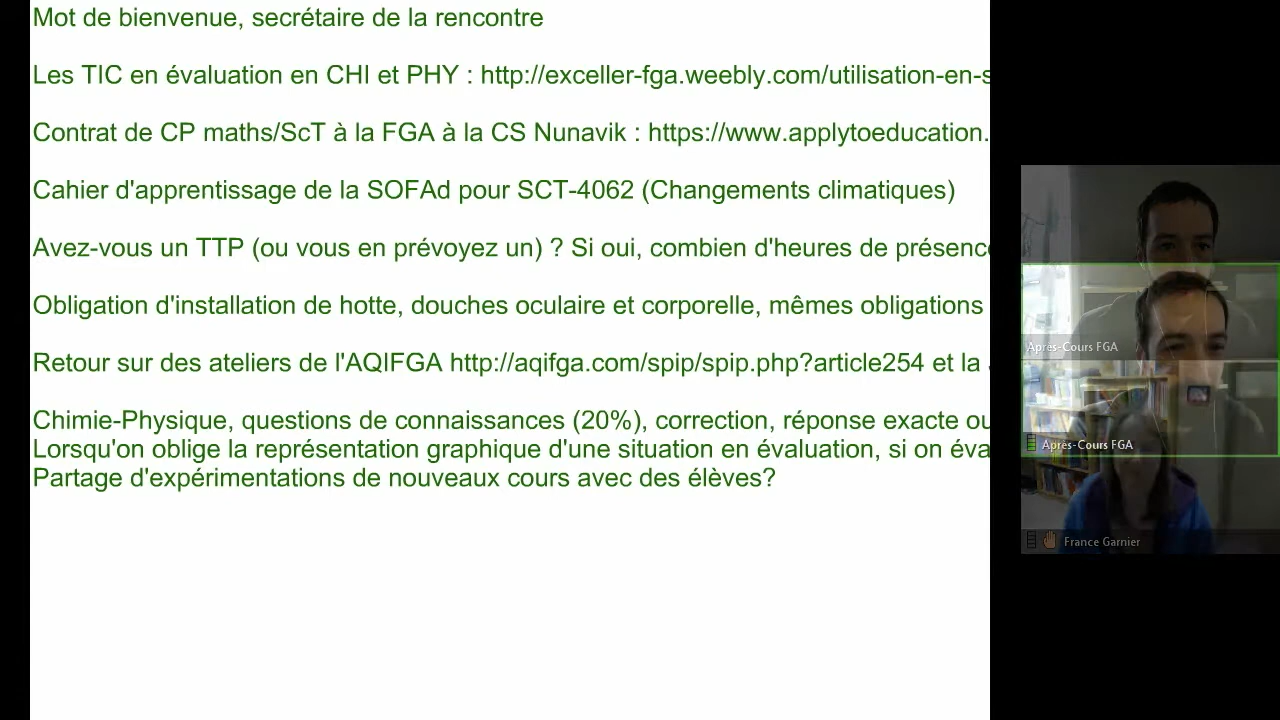 Mot de bienvenue, secrétaire de la rencontre
Les TIC en évaluation en CHI et PHY : http://exceller-fga.weebly.com/utilisation-en-s
Contrat de CP maths/ScT à la FGA à la CS Nunavik : https://www.applytoeducation.
Cahier d'apprentissage de la SOFAd pour SCT-4062 (Changements climatiques)
Avez-vous un TTP (ou vous en prévoyez un) ? Si oui, combien d'heures de présence
Obligation d'installation de hotte, douches oculaire et corporelle, mêmes obligations
Retour sur des ateliers de l'AQIFGA http://aqifga.com/spip/spip.php?article254 et la
Chimie-Physique, questions de connaissances (20%), correction, réponse exacte ou
Lorsqu'on oblige la représentation graphique d'une situation en évaluation, si on éva
Partage d'expérimentations de nouveaux cours avec des élèves?
Après-Cours FGA
Après-Cours FGA
France Garnier